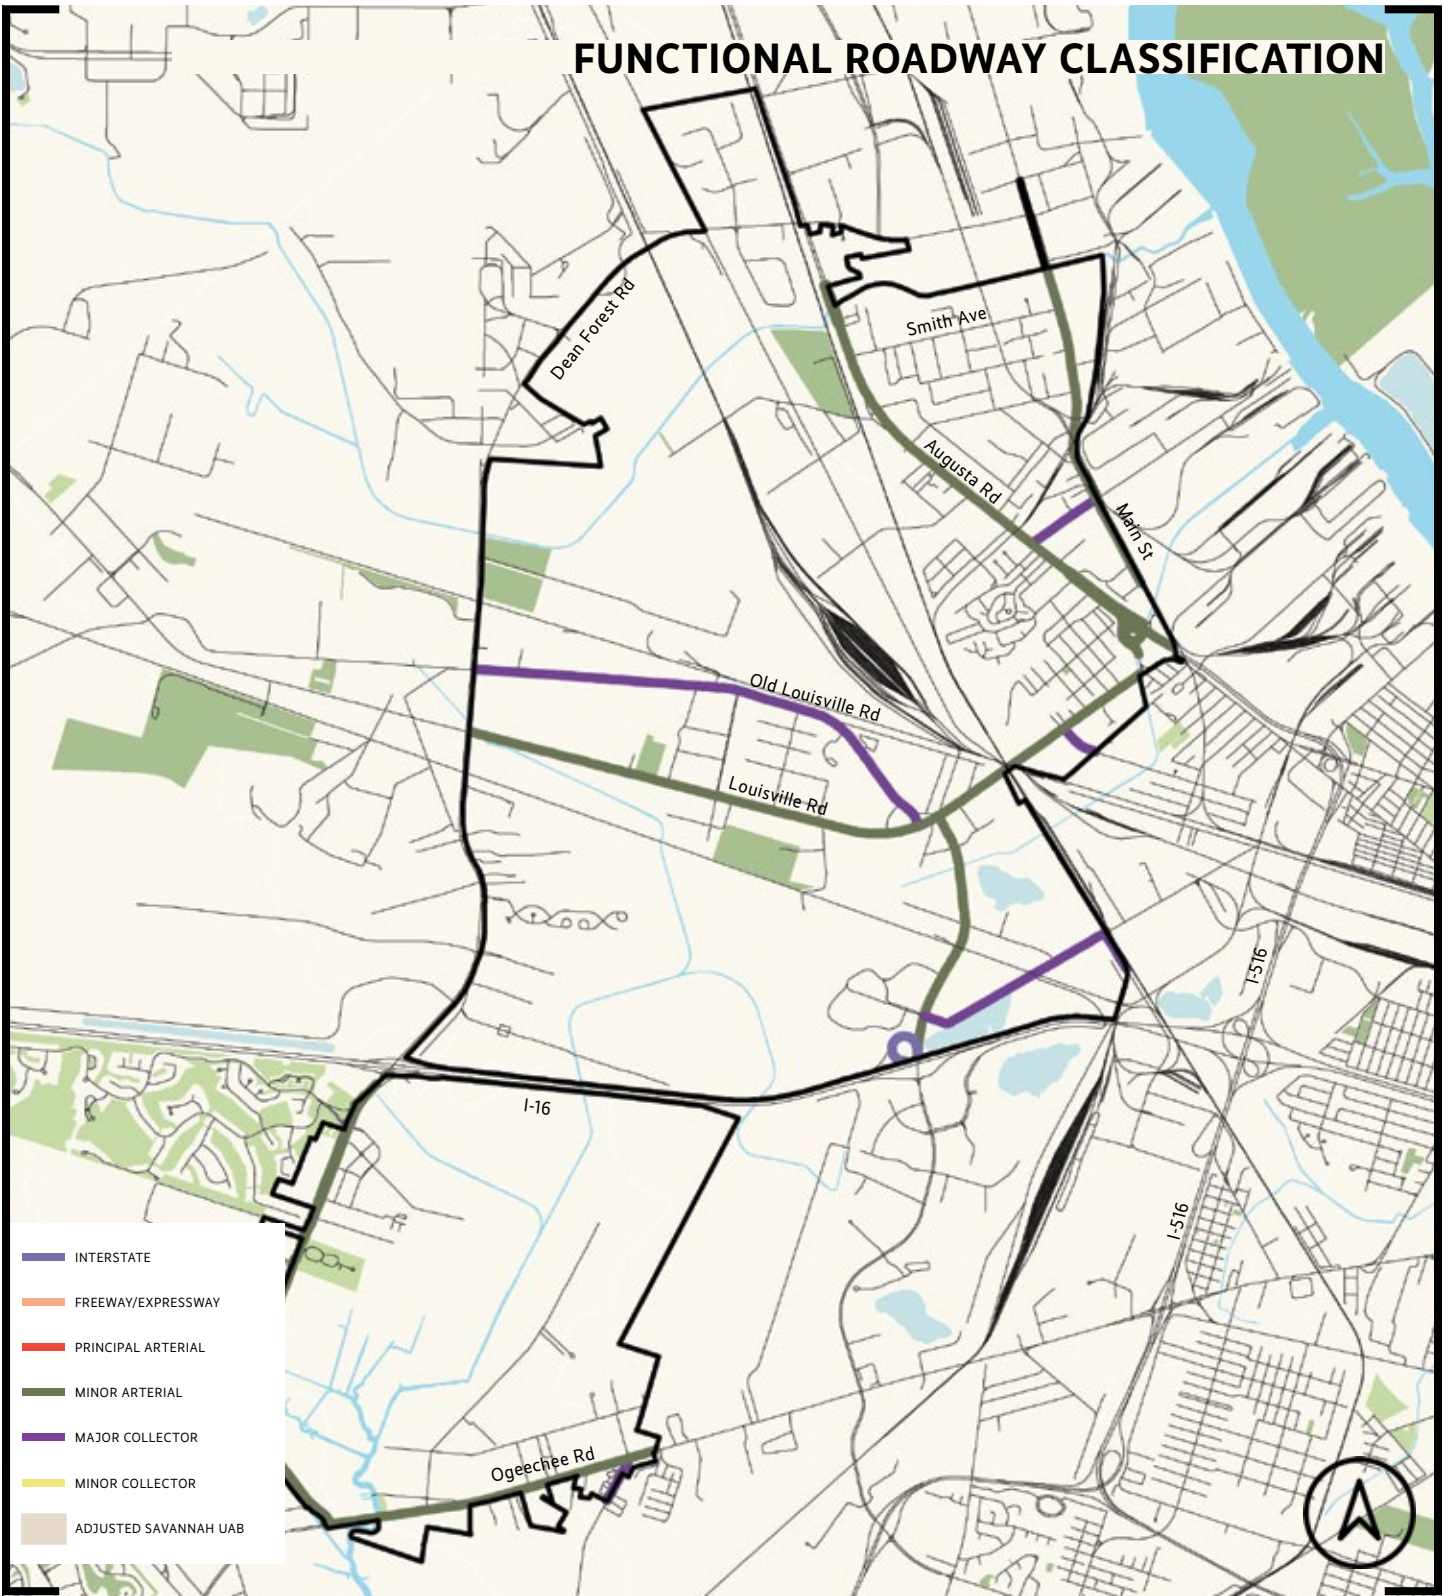 FUNCTIONAL ROADWAY CLASSIFICATION
Dean Forest Rd
Smith Ave
Augusta Rd
Main St
Old Louisville Rd
Louisville Rd
I-516
I-16
I-516
Ogeechee Rd
INTERSTATE
FREEWAY/EXPRESSWAY
PRINCIPAL ARTERIAL
MINOR ARTERIAL
MAJOR COLLECTOR
MINOR COLLECTOR
ADJUSTED SAVANNAH UAB